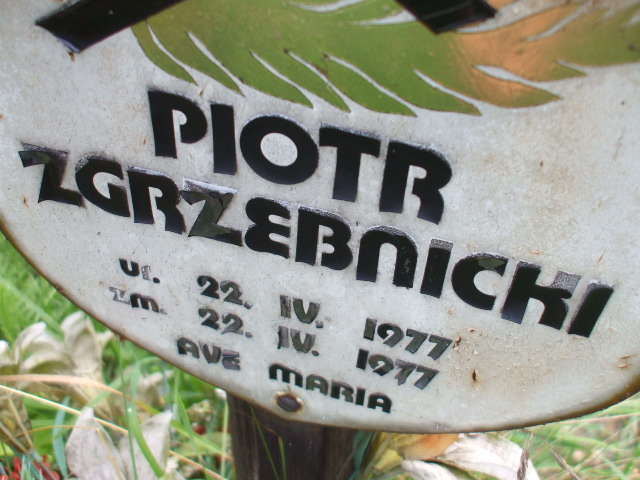 PIOTR
ZGRZEBNICKI
ur. 22. IV. 1977
zm. 22. IV. 1977
AVE MARIA